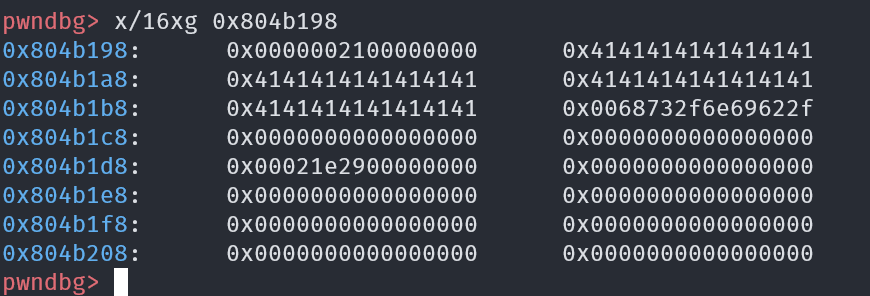 pwndbg> x/16xg 0x804b198
0x804b198: 0x0000002100000000 0x4141414141414141
0x804b1a8: 0x4141414141414141 0x4141414141414141
0x804b1b8: 0x4141414141414141 0x0068732f6e69622f
0x804b1c8: 0x0000000000000000 0x0000000000000000
0x804b1d8: 0x00021e2900000000 0x0000000000000000
0x804b1e8: 0x0000000000000000 0x0000000000000000
0x804b1f8: 0x0000000000000000 0x0000000000000000
0x804b208: 0x0000000000000000 0x0000000000000000
pwndbg>